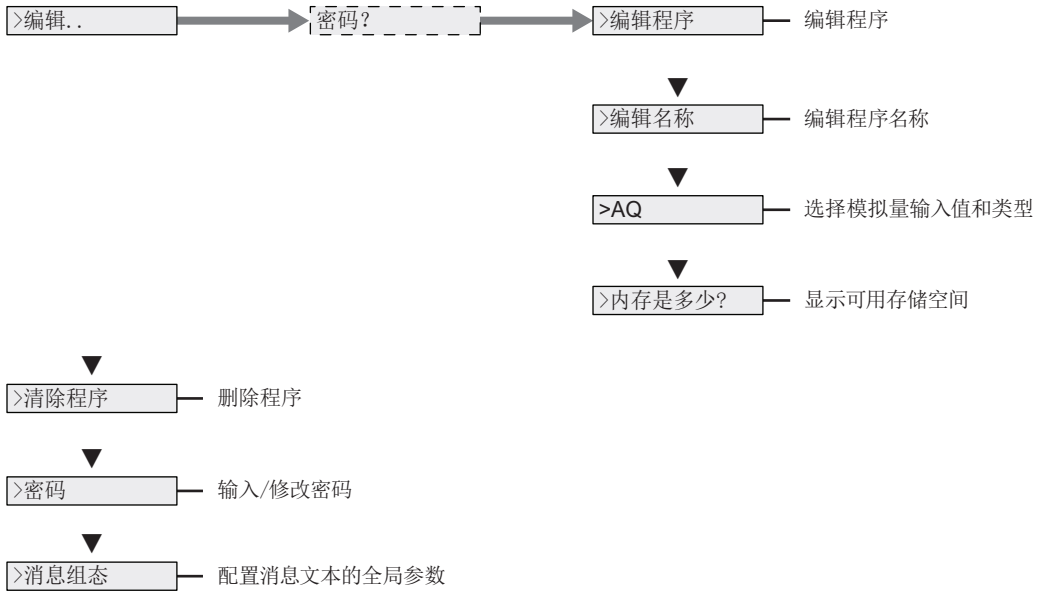 >编辑..
密码?
>编辑程序
编辑程序
>编辑名称
编辑程序名称
>AQ
选择模拟量输入值和类型
>内存是多少?
显示可用存储空间
>清除程序
删除程序
>密码
输入/修改密码
>消息组态
配置消息文本的全局参数